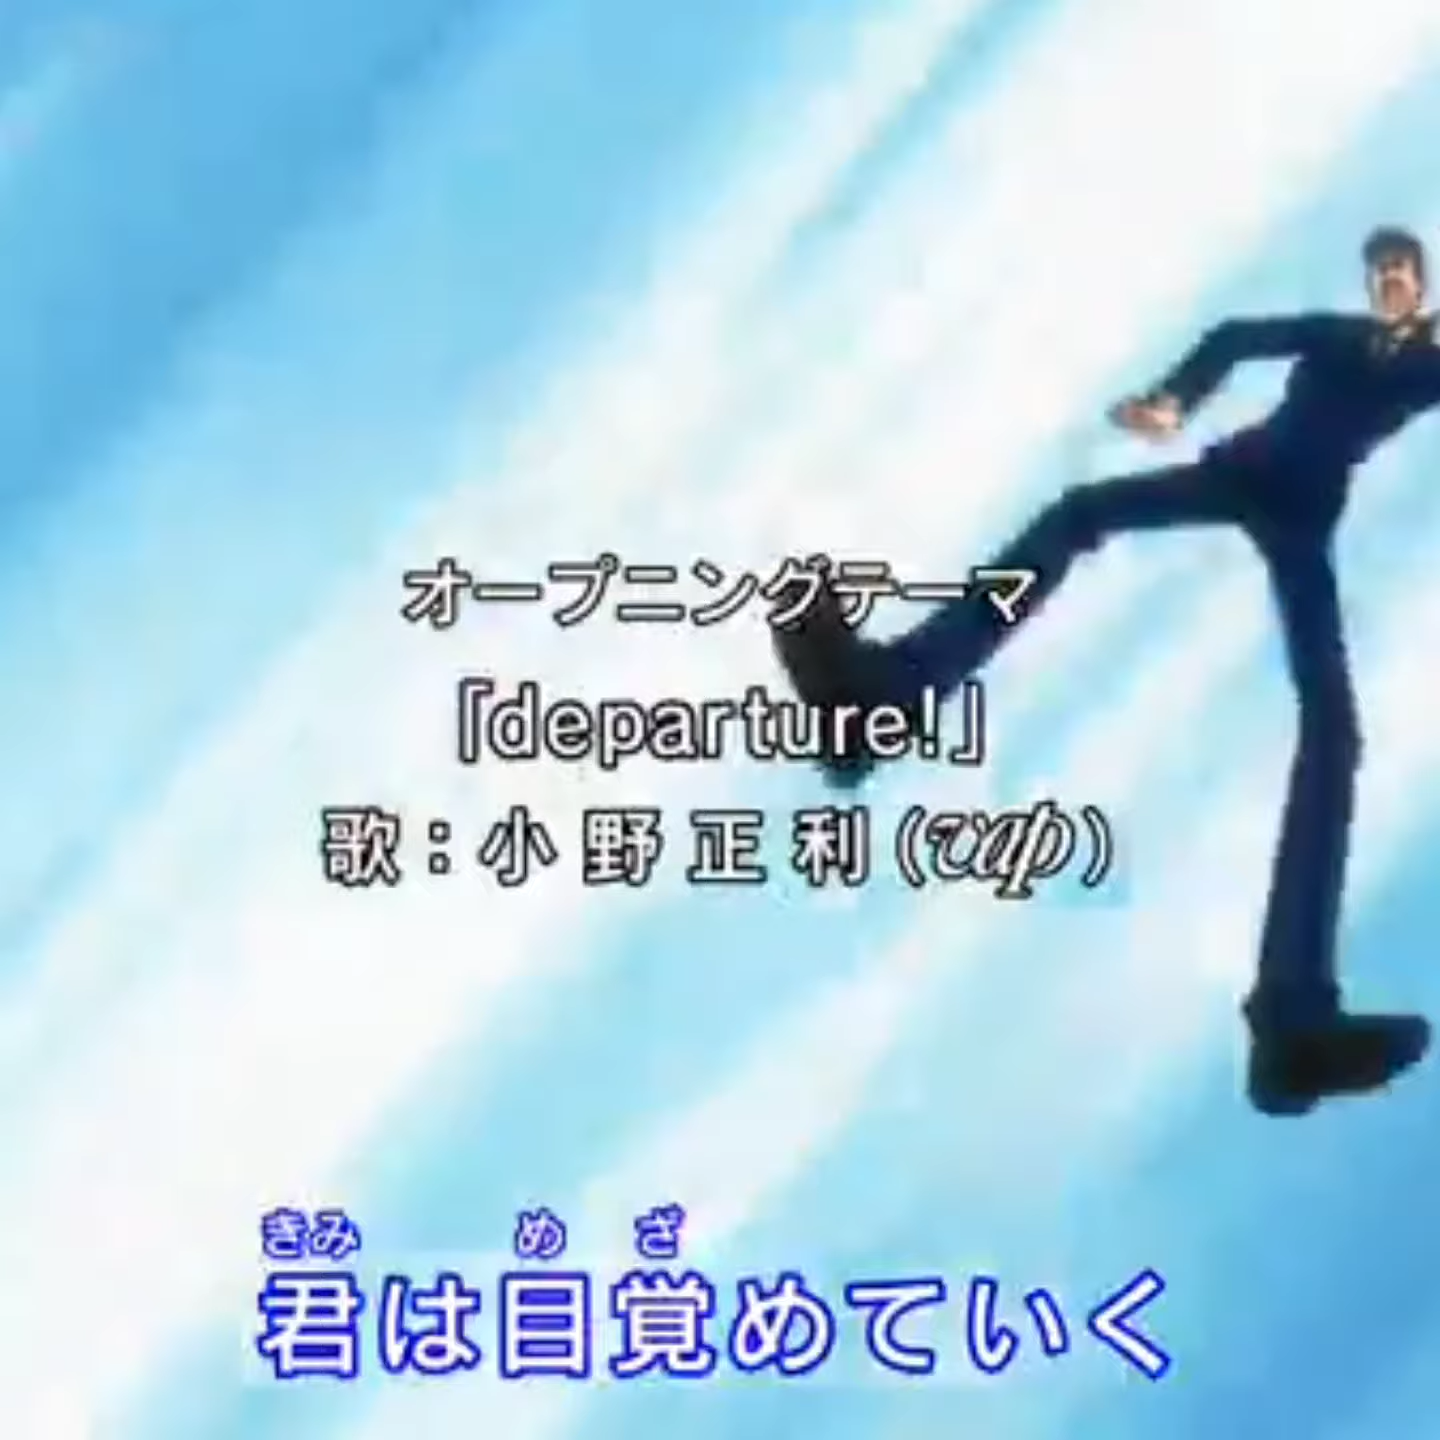 オープニングテーマ
「departure!」
歌：小野正利（vap）
きみ め ざ
君は目覚めていく